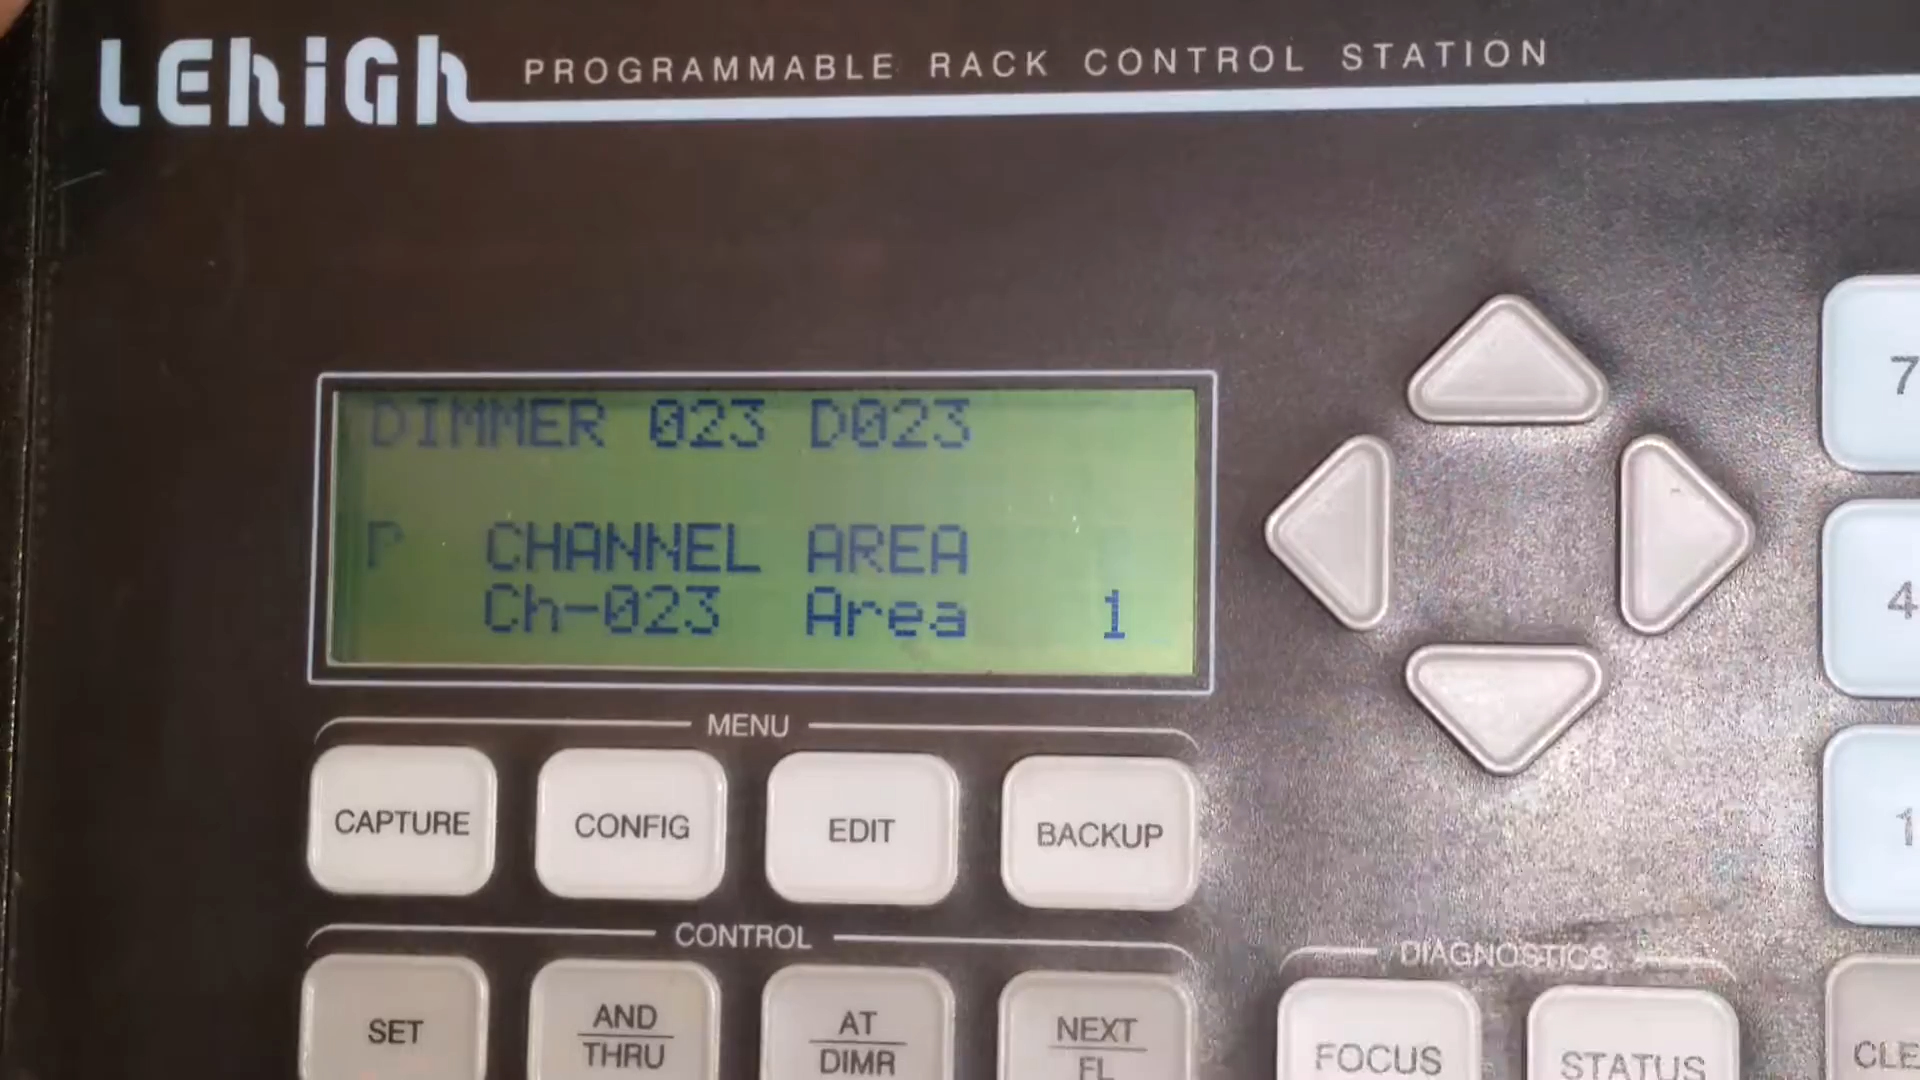 LEhiGh PROGRAMMABLE RACK CONTROL STATION
DIMMER 023 D023
P CHANNEL AREA
Ch-023 Area 1
MENU
CAPTURE CONFIG EDIT BACKUP
CONTROL
SET
AND
THRU
AT
DIMR
NEXT
FL
DIAGNOSTICS
FOCUS STATUS
7
4
1
CLE